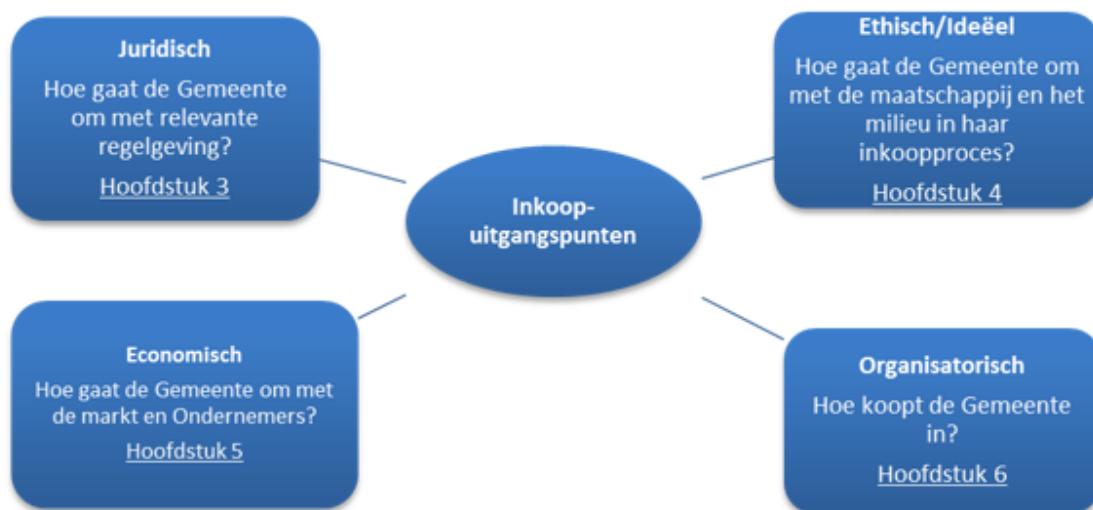 Juridisch
Hoe gaat de Gemeente
om met relevante
regelgeving?
Hoofdstuk 3
Ethisch/Ideëel
Hoe gaat de Gemeente om
met de maatschappij en het
milieu in haar
inkoopproces?
Hoofdstuk 4
Inkoop-
uitgangspunten
Economisch
Hoe gaat de Gemeente om met
de markt en Ondernemers?
Hoofdstuk 5
Organisatorisch
Hoe koopt de Gemeente
in?
Hoofdstuk 6